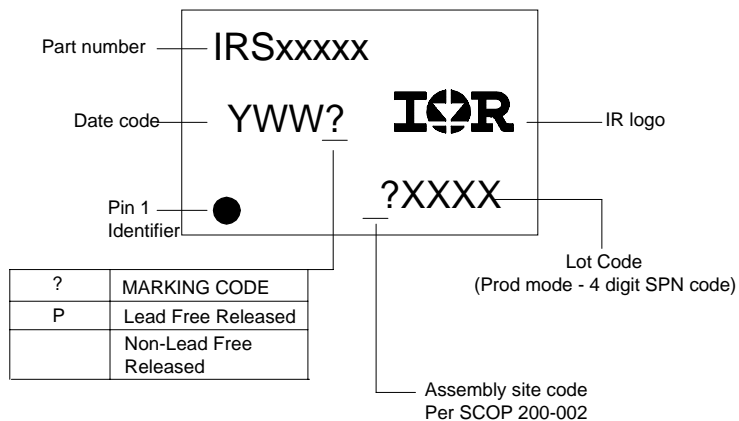 Part number
IRSxxxxx
Date code
YWW?
IOR
IR logo
Pin 1
Identifier
?XXXX
Lot Code
(Prod mode - 4 digit SPN code)
? MARKING CODE
P Lead Free Released
Non-Lead Free
Released
Assembly site code
Per SCOP 200-002